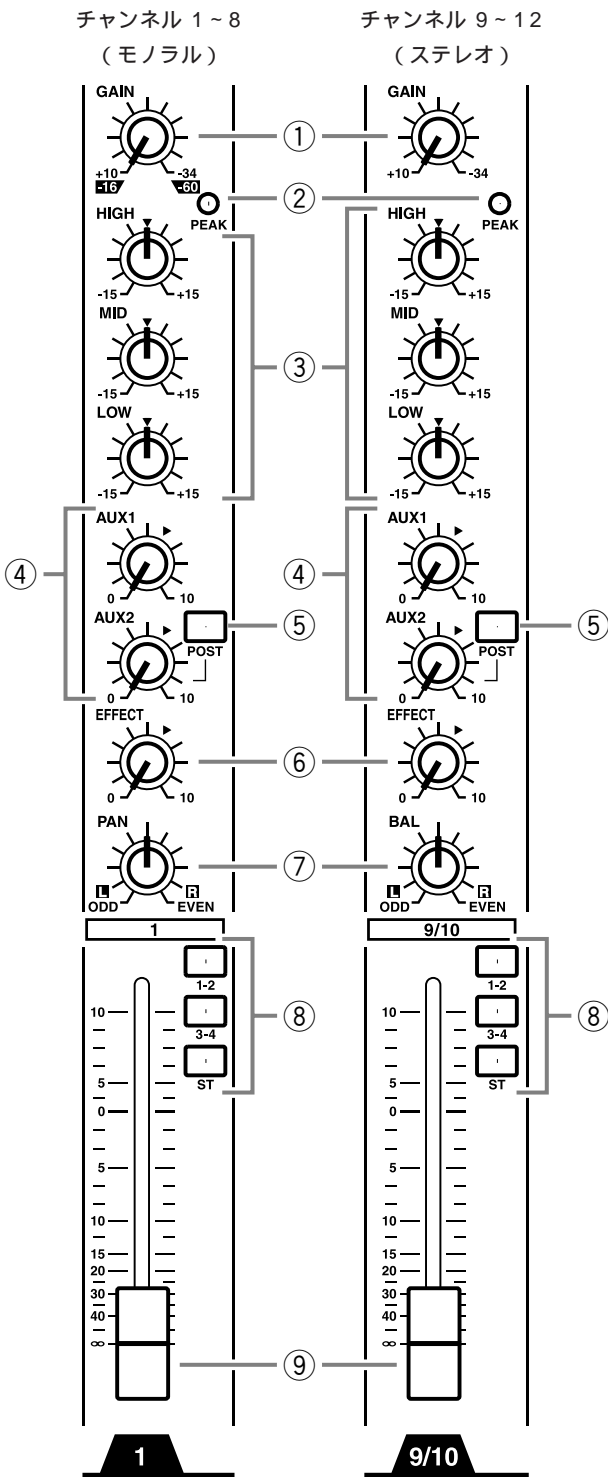 チャンネル 1~8
(モノラル)
GAIN
+10 -34
-16 -60
PEAK
HIGH
-15 +15
MID
-15 +15
LOW
-15 +15
AUX1
0 10
AUX2
POST
0 10
EFFECT
0 10
PAN
L R
ODD EVEN
1
1-2
3-4
ST
10
5
0
5
10
15
20
30
40
∞
1
①
②
③
④
④
⑤
⑤
⑥
⑦
⑧
⑧
⑨
チャンネル 9~12
(ステレオ)
GAIN
+10 -34
PEAK
HIGH
-15 +15
MID
-15 +15
LOW
-15 +15
AUX1
0 10
AUX2
POST
0 10
EFFECT
0 10
BAL
L R
ODD EVEN
9/10
1-2
3-4
ST
10
5
0
5
10
15
20
30
40
∞
9/10